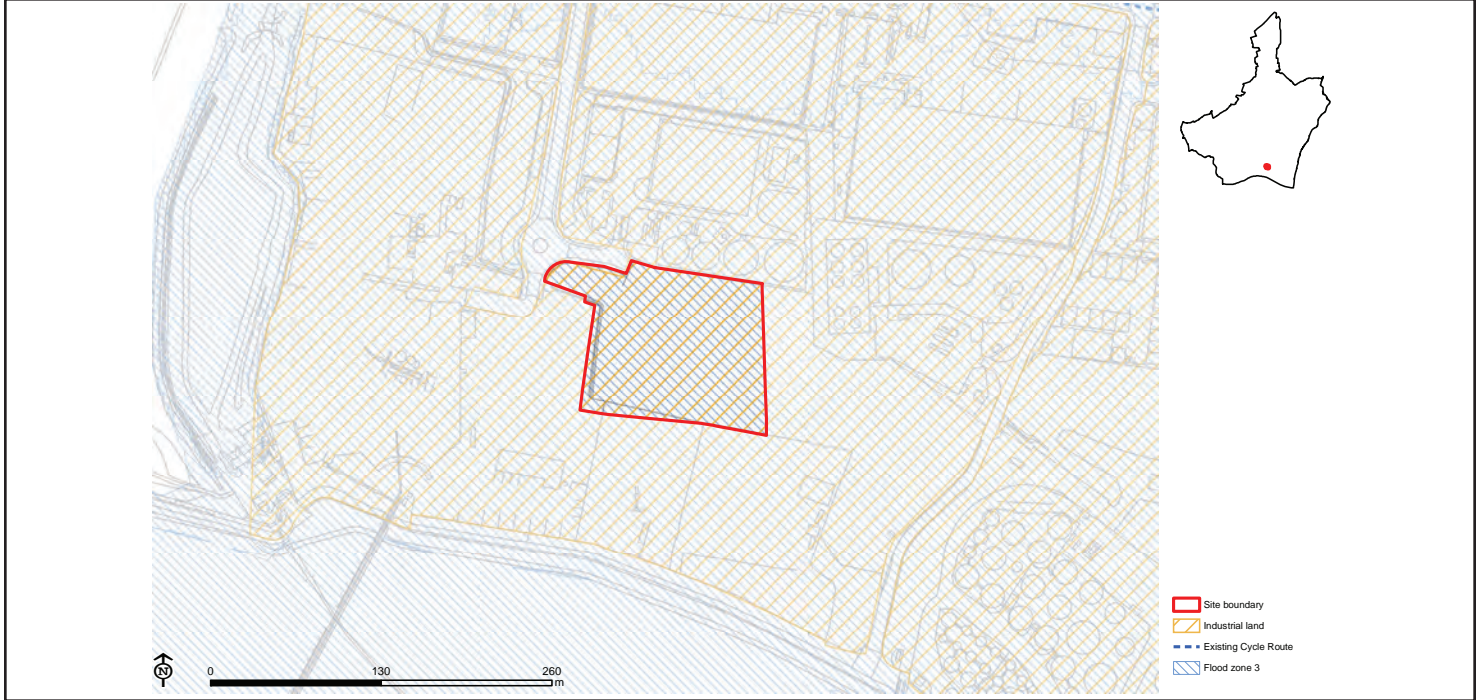 Site boundary
Industrial land
Existing Cycle Route
Flood zone 3
N
0 130 260
m